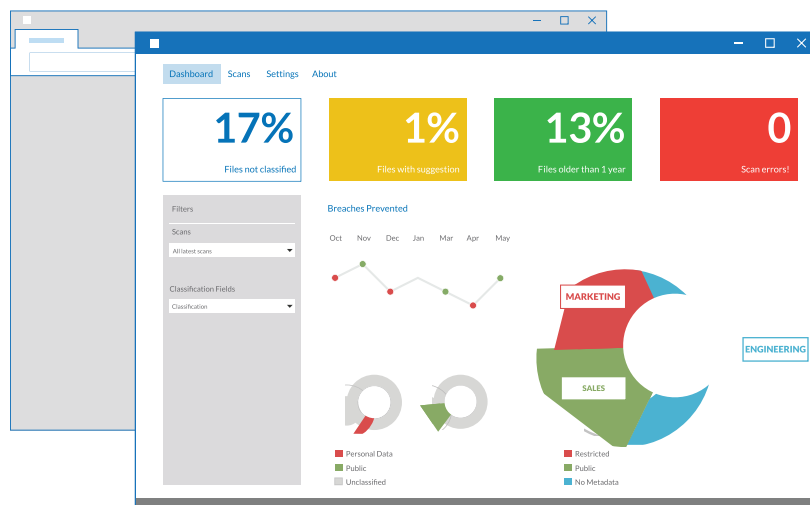 Dashboard Scans Settings About
17% 1% 13% 0
Files not classified Files with suggestion Files older than 1 year Scan errors!
Filters
Breaches Prevented
Scans
Oct Nov Dec Jan Mar Apr May
All latest scans
Classification Fields
Classification
MARKETING
ENGINEERING
SALES
Personal Data
Public
Unclassified
Restricted
Public
No Metadata